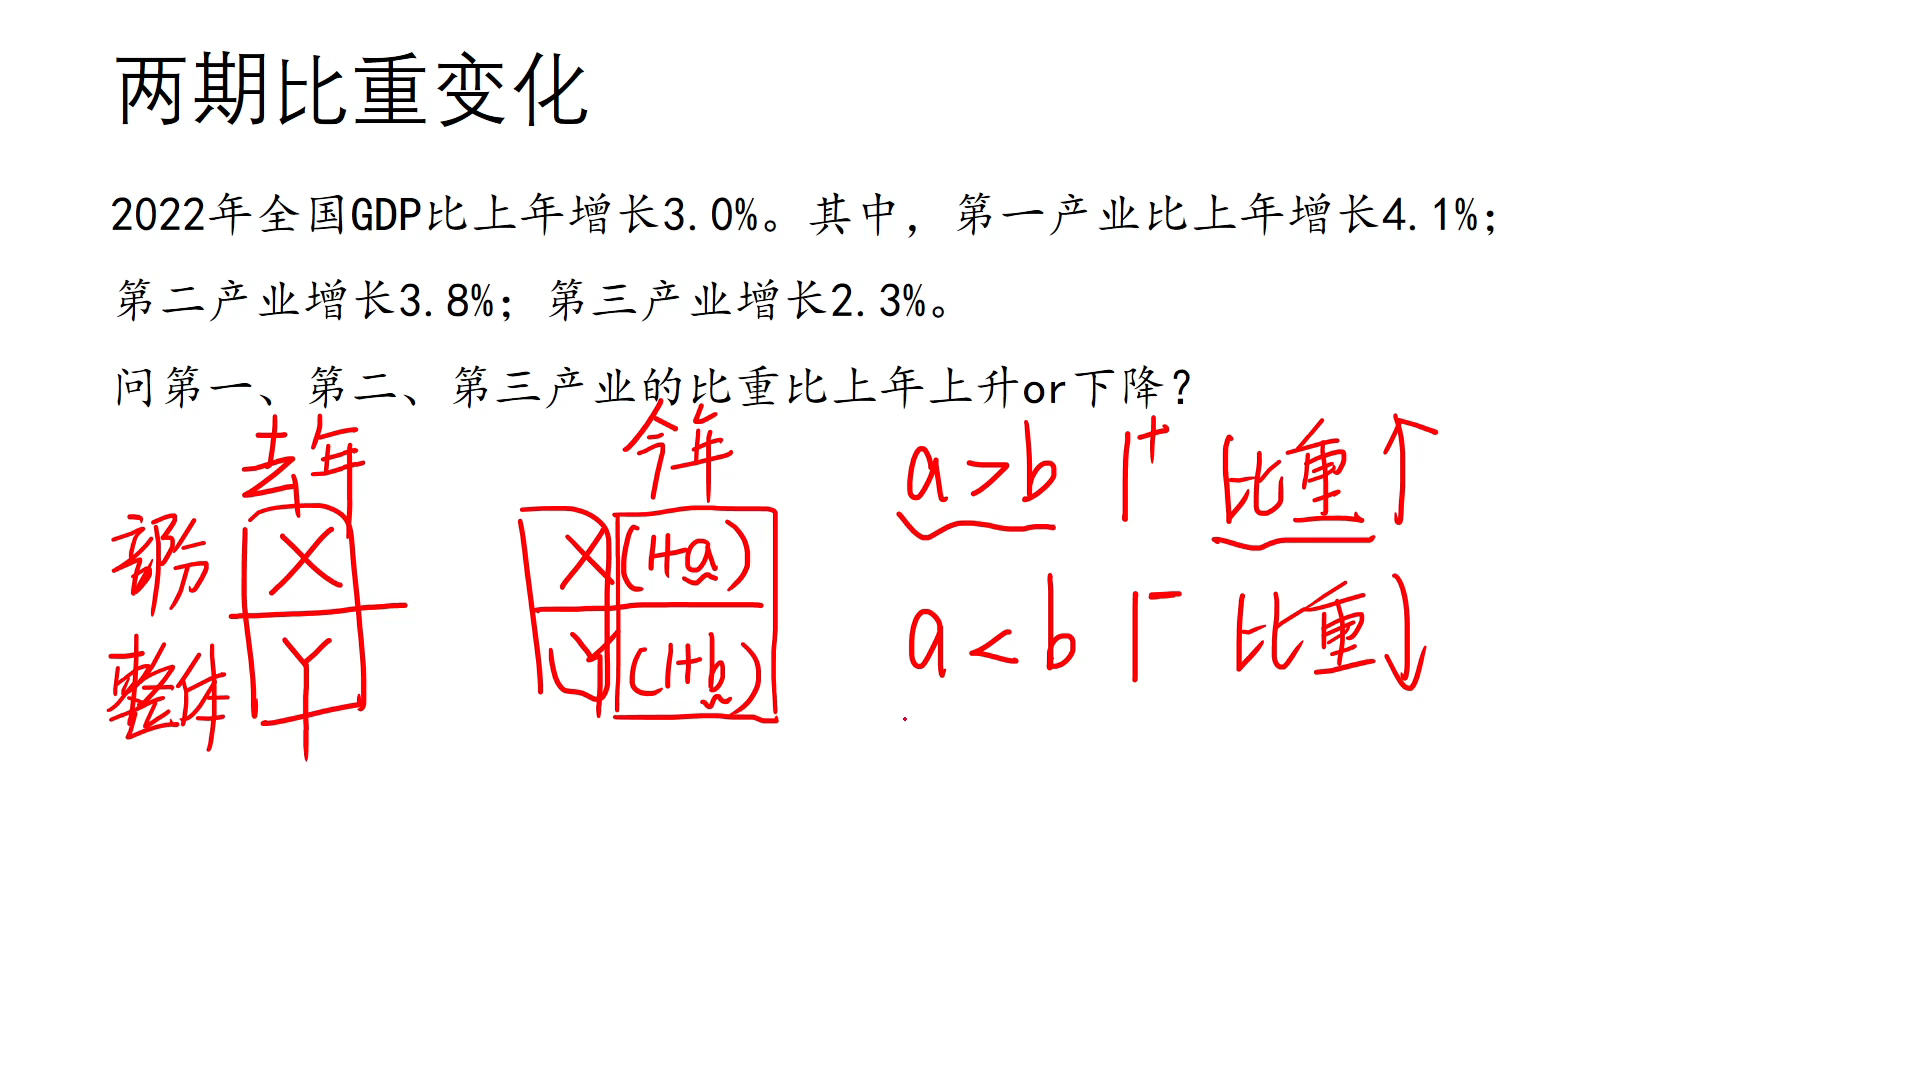 两期比重变化
2022年全国GDP比上年增长3.0%。其中，第一产业比上年增长4.1%；
第二产业增长3.8%；第三产业增长2.3%。
问第一、第二、第三产业的比重比上年上升or下降？
去年 今年
a>b 1⁺ 比重↑
部分 X X(1+a)
整体 Y Y(1+b)
a<b 1⁻ 比重↓